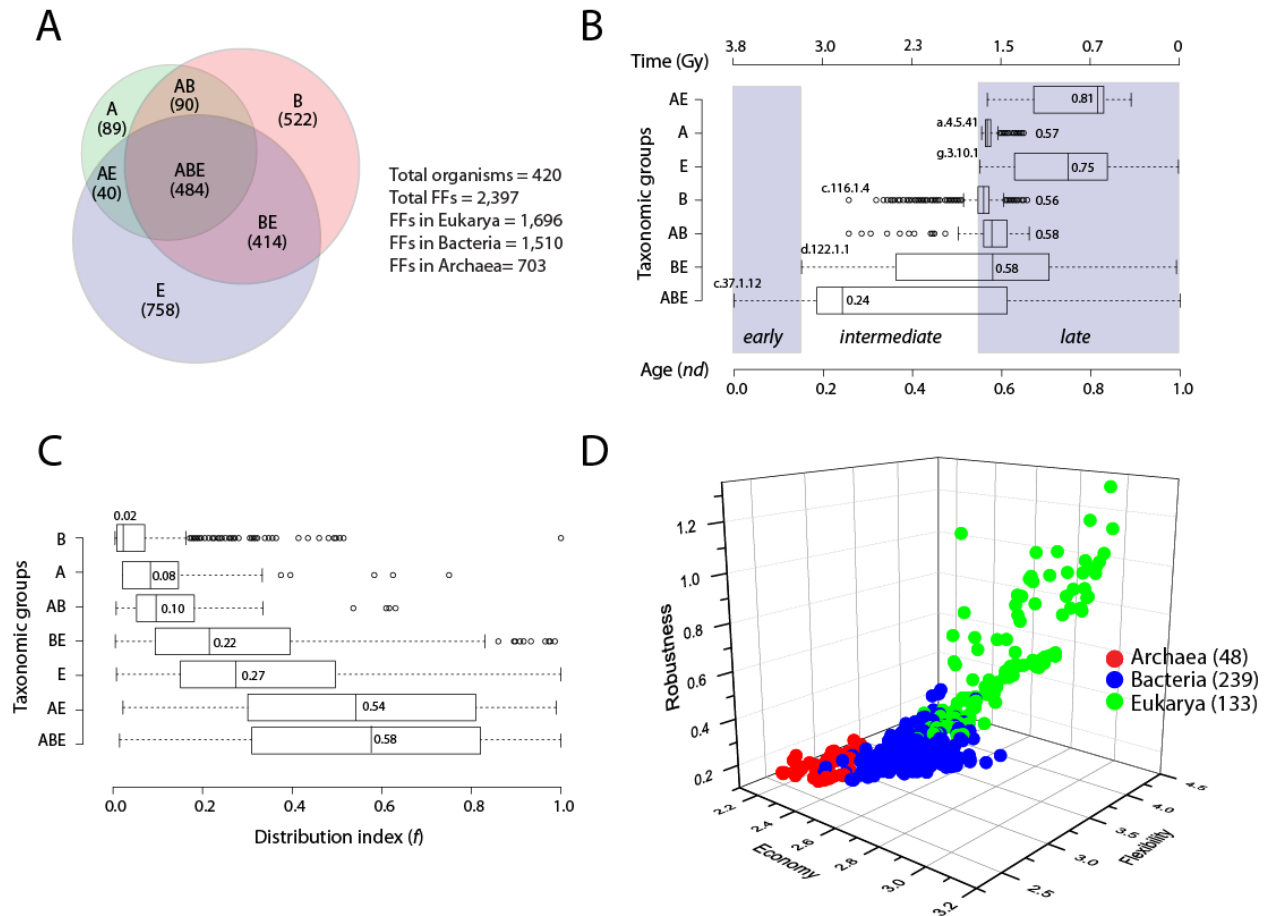 A
AB
(90)
B
(522)
A
(89)
AE
(40)
ABE
(484)
BE
(414)
E
(758)
Total organisms = 420
Total FFs = 2,397
FFs in Eukarya = 1,696
FFs in Bacteria = 1,510
FFs in Archaea= 703
B
3.8 3.0 2.3 1.5 0.7 0
Time (Gy)
Taxonomic groups
AE 0.81
a.4.5.41
A 0.57
g.3.10.1
E 0.75
c.116.1.4
B 0.56
AB 0.58
d.122.1.1
BE 0.58
c.37.1.12
ABE 0.24
early intermediate late
Age (nd)
0.0 0.2 0.4 0.6 0.8 1.0
C
Taxonomic groups
0.02
B
A 0.08
AB 0.10
BE 0.22
E 0.27
AE 0.54
ABE 0.58
0.0 0.2 0.4 0.6 0.8 1.0
Distribution index (f)
D
Robustness
1.2
1.0
0.8
0.6
0.4
0.2
Archaea (48)
Bacteria (239)
Eukarya (133)
2.2 2.4 2.6 2.8 3.0 3.2
Economy
2.5 3.0 3.5 4.0 4.5
Flexibility